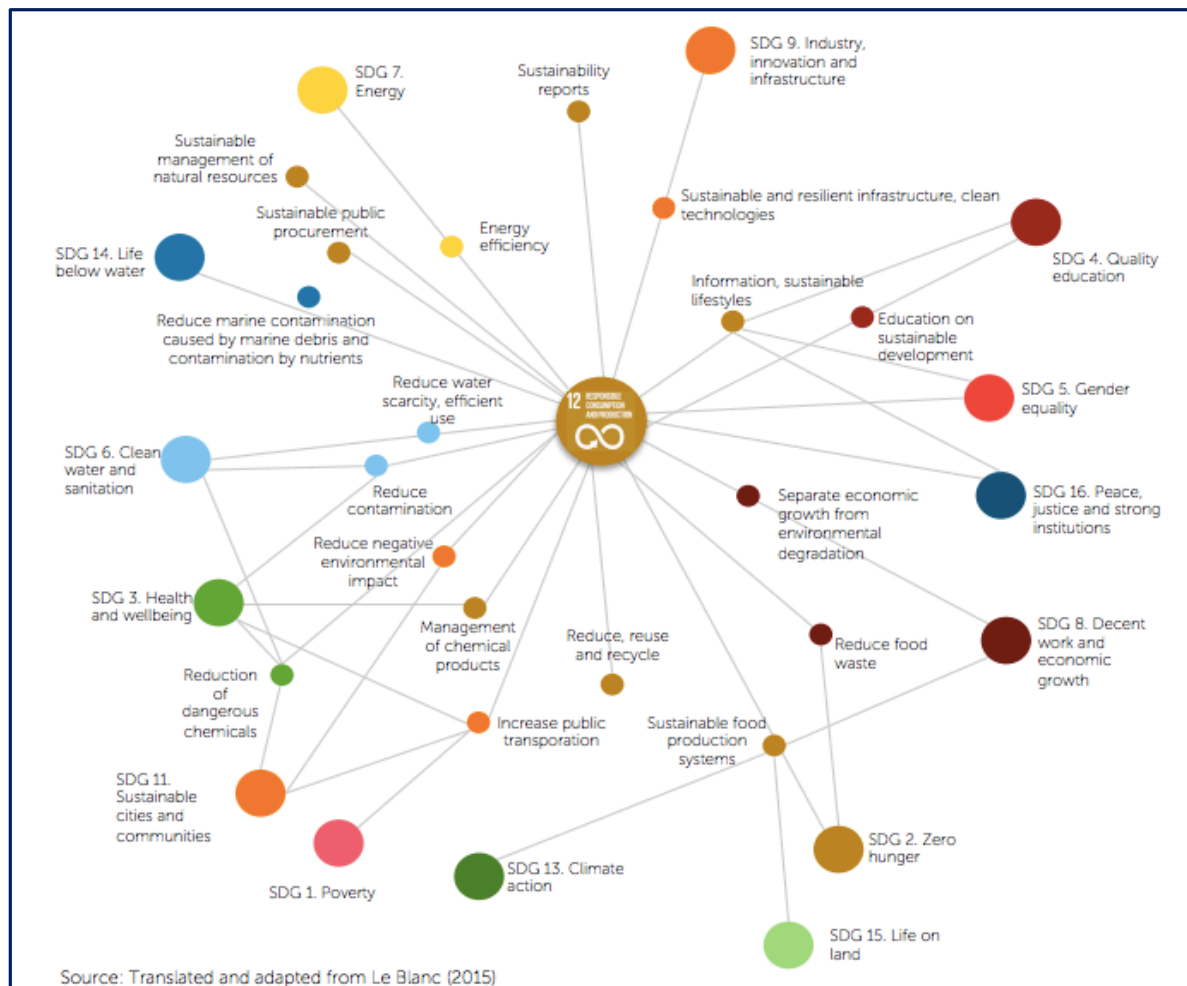 SDG 9. Industry,
innovation and
infrastructure
Sustainability
reports
SDG 7.
Energy
Sustainable
management of
natural resources
Sustainable and resilient infrastructure, clean
technologies
Sustainable public
procurement
Energy
efficiency
SDG 14. Life
below water
SDG 4. Quality
education
Information, sustainable
lifestyles
Reduce marine contamination
caused by marine debris and
contamination by nutrients
Education on
sustainable
development
Reduce water
scarcity, efficient
use
12 RESPONSIBLE
CONSUMPTION
AND PRODUCTION
SDG 5. Gender
equality
SDG 6. Clean
water and
sanitation
Reduce
contamination
Separate economic
growth from
environmental
degradation
SDG 16. Peace,
justice and strong
institutions
Reduce negative
environmental
impact
SDG 3. Health
and wellbeing
Management
of chemical
products
Reduce, reuse
and recycle
Reduce food
waste
SDG 8. Decent
work and
economic
growth
Reduction
of
dangerous
chemicals
Increase public
transporation
Sustainable food
production
systems
SDG 11.
Sustainable
cities and
communities
SDG 2. Zero
hunger
SDG 1. Poverty
SDG 13. Climate
action
SDG 15. Life on
land
Source: Translated and adapted from Le Blanc (2015)